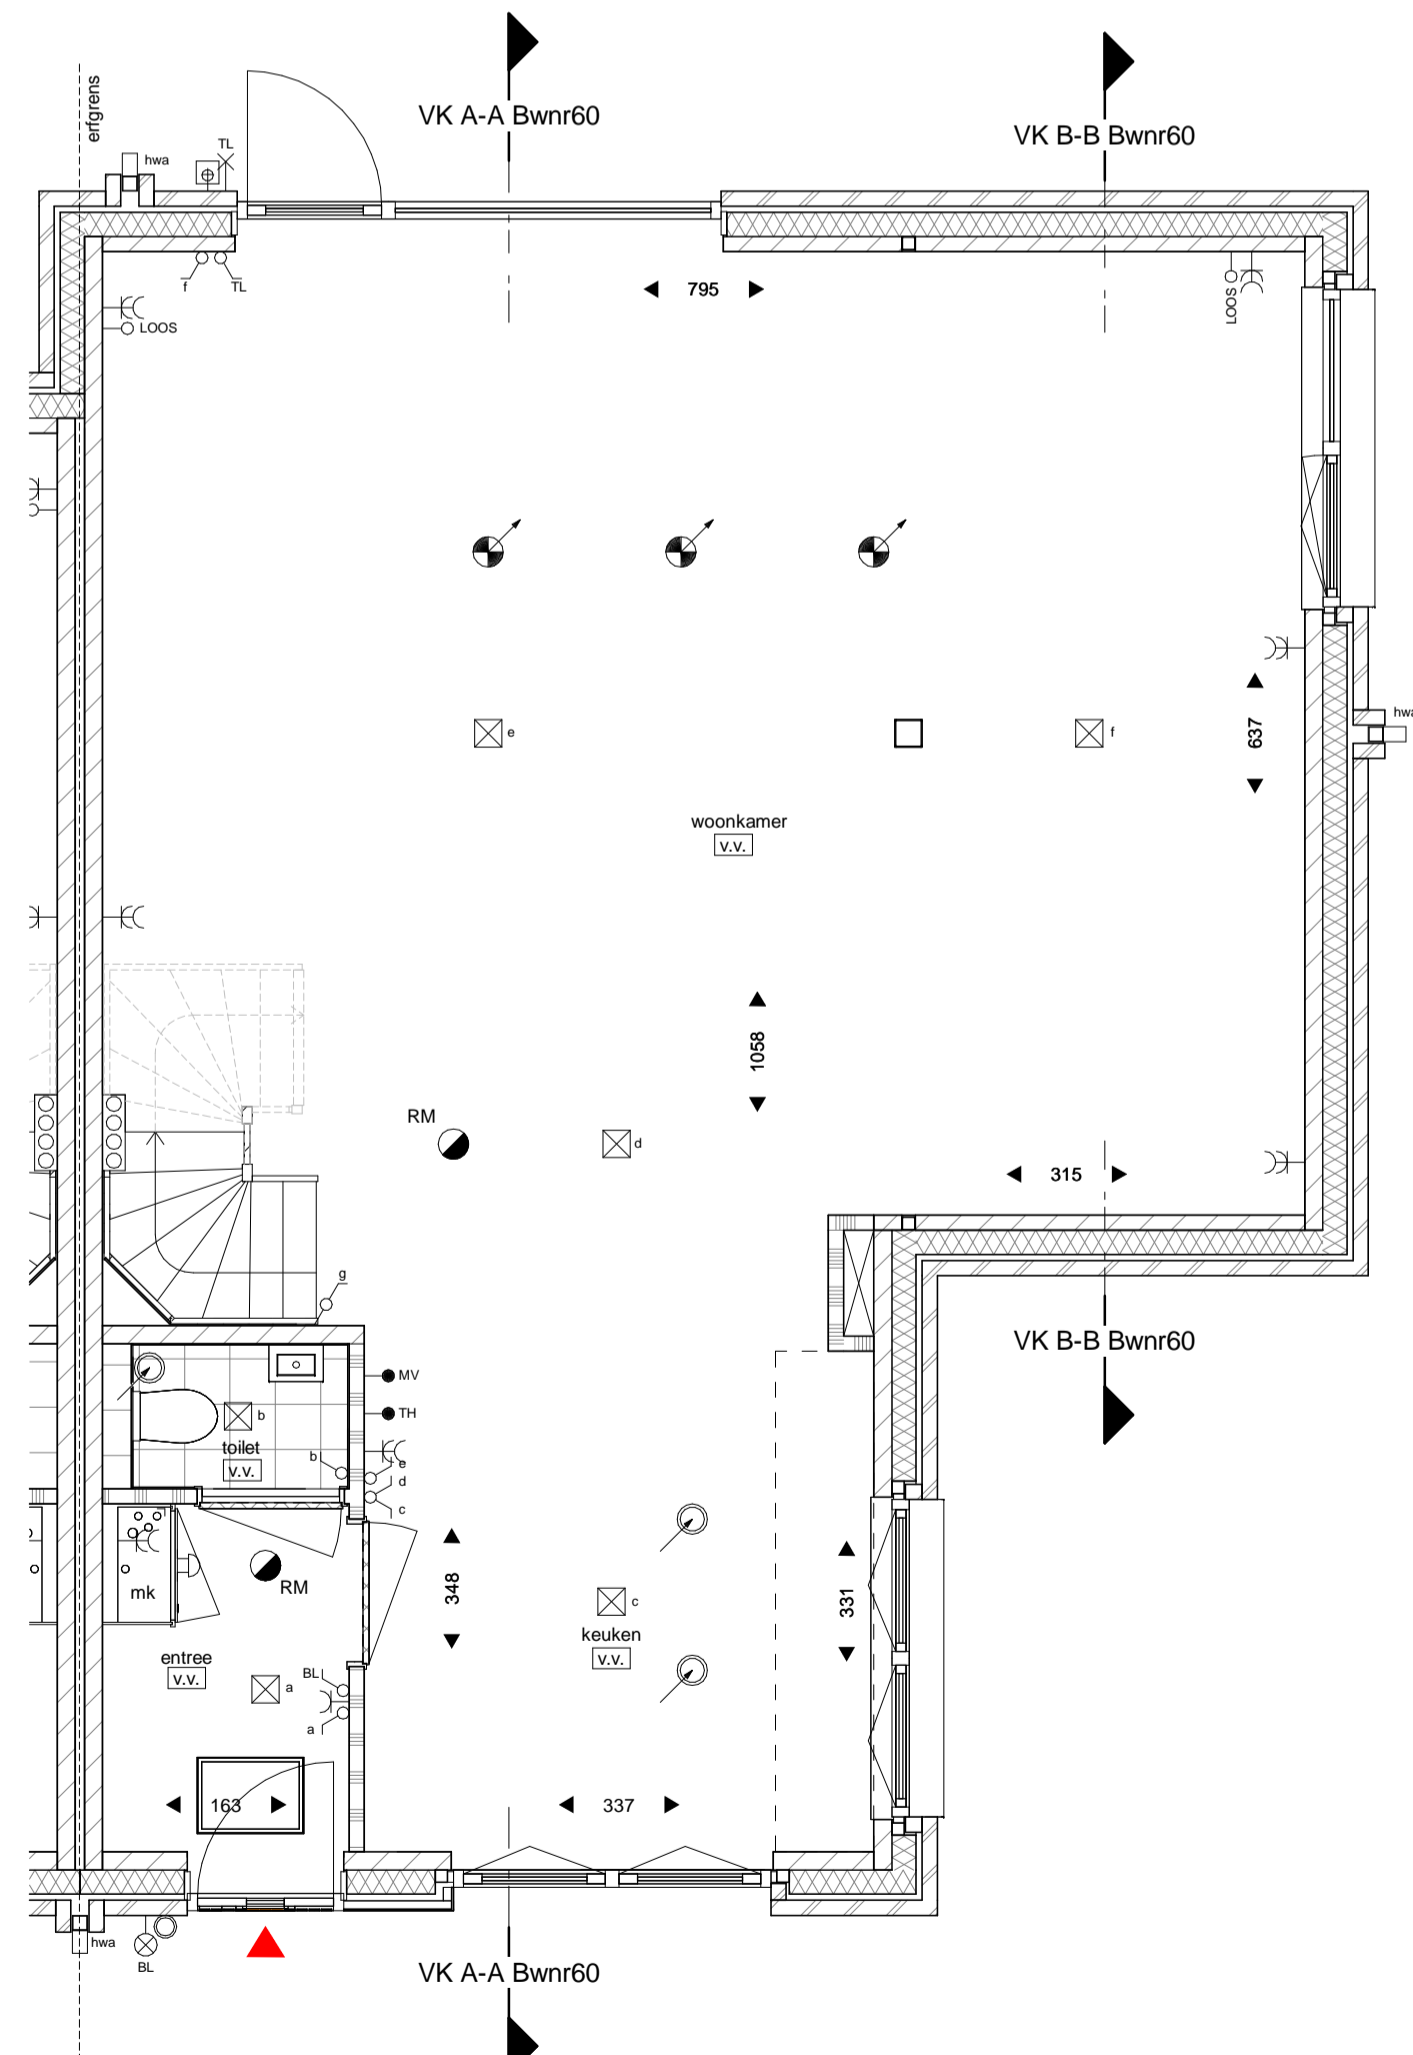 erfgrens
VK A-A Bwnr60
VK B-B Bwnr60
hwa
TL
f
TL
LOOS
795
LOOS
e
f
hwa
637
woonkamer
v.v.
1058
RM
d
315
g
VK B-B Bwnr60
MV
TH
b
toilet
v.v.
b
e
d
c
mk
RM
348
c
keuken
v.v.
331
entree
v.v.
a
BL
a
163
337
hwa
BL
VK A-A Bwnr60